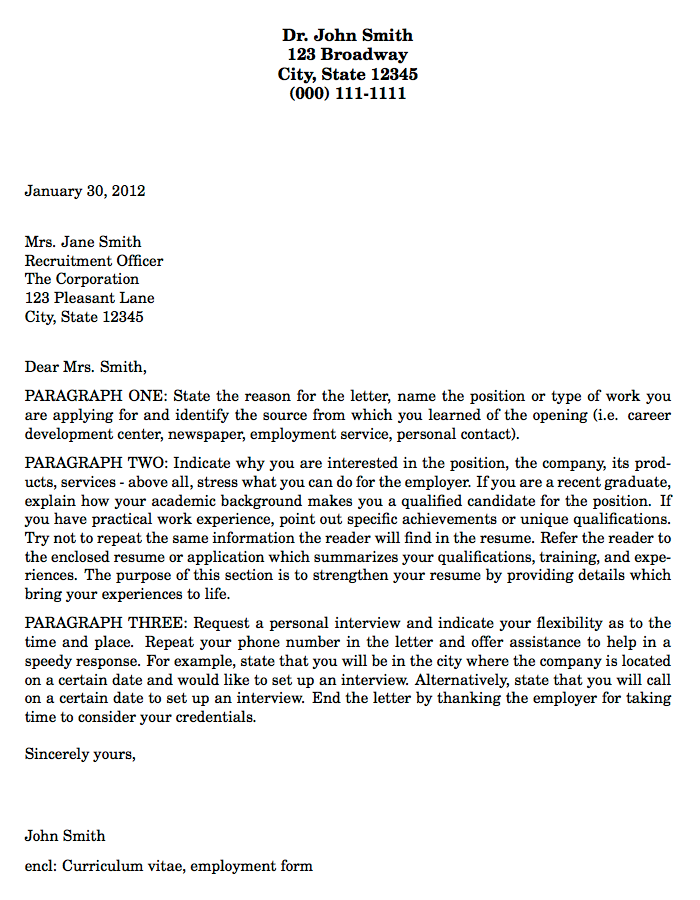 Dr. John Smith
123 Broadway
City, State 12345
(000) 111-1111
January 30, 2012
Mrs. Jane Smith
Recruitment Officer
The Corporation
123 Pleasant Lane
City, State 12345
Dear Mrs. Smith,
PARAGRAPH ONE: State the reason for the letter, name the position or type of work you
are applying for and identify the source from which you learned of the opening (i.e. career
development center, newspaper, employment service, personal contact).
PARAGRAPH TWO: Indicate why you are interested in the position, the company, its prod-
ucts, services - above all, stress what you can do for the employer. If you are a recent graduate,
explain how your academic background makes you a qualified candidate for the position. If
you have practical work experience, point out specific achievements or unique qualifications.
Try not to repeat the same information the reader will find in the resume. Refer the reader to
the enclosed resume or application which summarizes your qualifications, training, and expe-
riences. The purpose of this section is to strengthen your resume by providing details which
bring your experiences to life.
PARAGRAPH THREE: Request a personal interview and indicate your flexibility as to the
time and place. Repeat your phone number in the letter and offer assistance to help in a
speedy response. For example, state that you will be in the city where the company is located
on a certain date and would like to set up an interview. Alternatively, state that you will call
on a certain date to set up an interview. End the letter by thanking the employer for taking
time to consider your credentials.
Sincerely yours,
John Smith
encl: Curriculum vitae, employment form